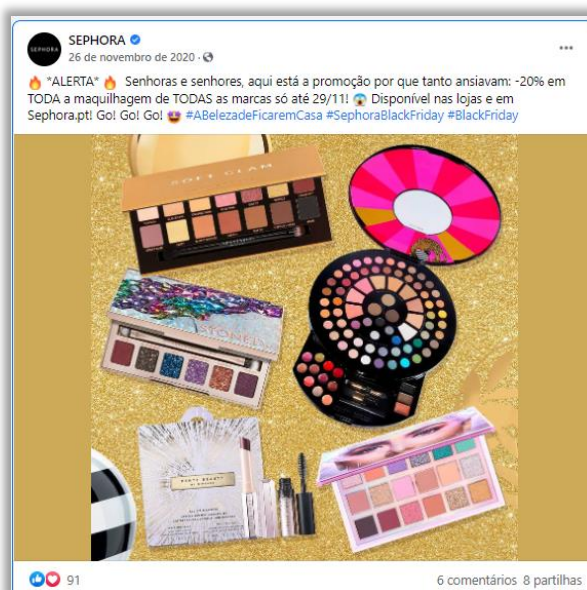 SEPHORA
SEPHORA
26 de novembro de 2020 ·
🔥 *ALERTA* 🔥 Senhoras e senhores, aqui está a promoção por que tanto ansiavam: -20% em
TODA a maquilhagem de TODAS as marcas só até 29/11! 😱 Disponível nas lojas e em
Sephora.pt! Go! Go! Go! 🤩 #ABelezadeFicaremCasa #SephoraBlackFriday #BlackFriday
SOFT GLAM
FENTY BEAUTY
91
6 comentários 8 partilhas